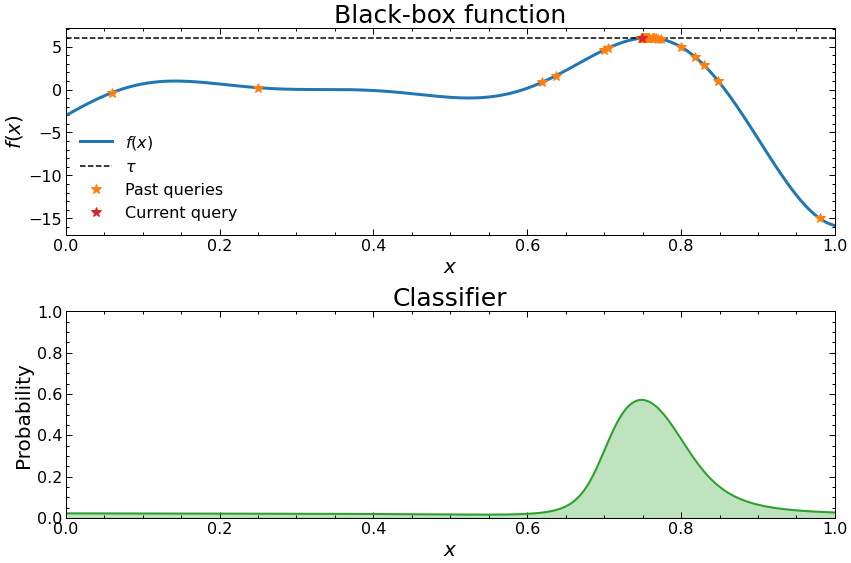 Black-box function
5
0
−5
−10
−15
f(x)
f(x)
τ
Past queries
Current query
0.0 0.2 0.4 0.6 0.8 1.0
x
Classifier
1.0
0.8
0.6
0.4
0.2
0.0
Probability
0.0 0.2 0.4 0.6 0.8 1.0
x